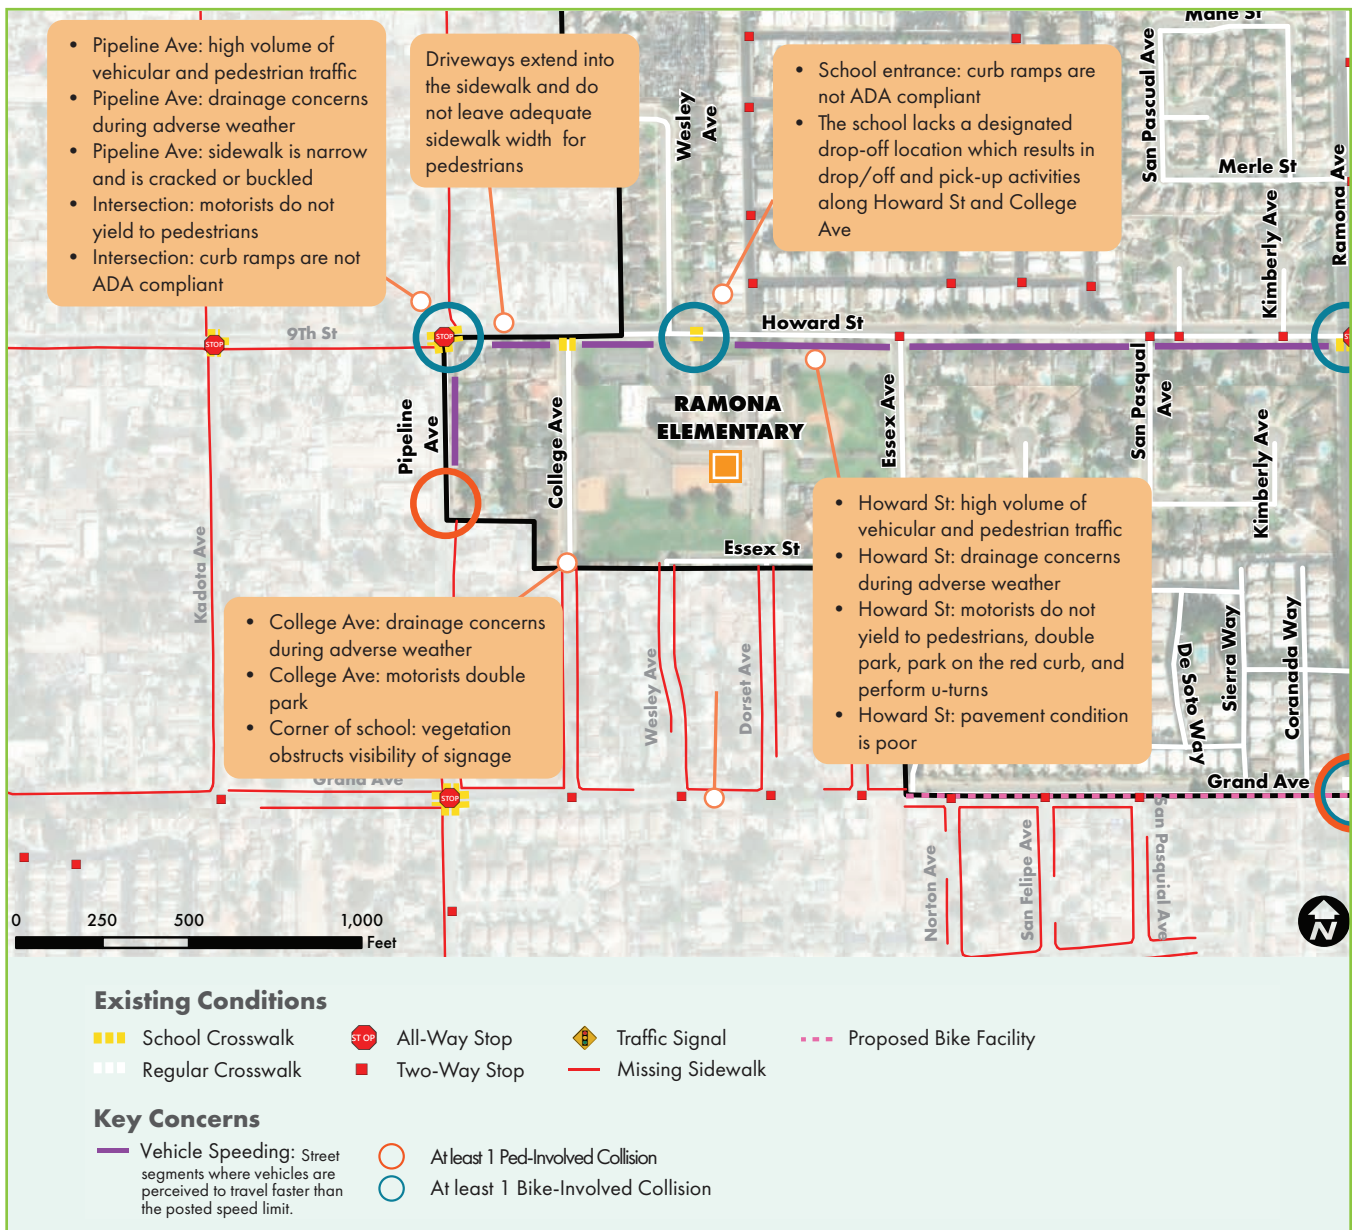 Mane St
• Pipeline Ave: high volume of
vehicular and pedestrian traffic
• Pipeline Ave: drainage concerns
during adverse weather
• Pipeline Ave: sidewalk is narrow
and is cracked or buckled
• Intersection: motorists do not
yield to pedestrians
• Intersection: curb ramps are not
ADA compliant
Driveways extend into
the sidewalk and do
not leave adequate
sidewalk width for
pedestrians
Wesley
Ave
• School entrance: curb ramps are
not ADA compliant
• The school lacks a designated
drop-off location which results in
drop/off and pick-up activities
along Howard St and College
Ave
San Pascual Ave
Merle St
Kimberly Ave
Ramona Ave
9Th St
STOP
STOP
Howard St
Pipeline
Ave
College Ave
RAMONA
ELEMENTARY
Essex Ave
San Pasqual
Ave
Kimberly Ave
Kadota Ave
Essex St
• Howard St: high volume of
vehicular and pedestrian traffic
• Howard St: drainage concerns
during adverse weather
• Howard St: motorists do not
yield to pedestrians, double
park, park on the red curb, and
perform u-turns
• Howard St: pavement condition
is poor
• College Ave: drainage concerns
during adverse weather
• College Ave: motorists double
park
• Corner of school: vegetation
obstructs visibility of signage
Wesley Ave
Dorset Ave
De Soto Way
Sierra Way
Coranada Way
Grand Ave
Grand Ave
STOP
Norton Ave
San Felipe Ave
San Pasquial Ave
0 250 500 1,000
Feet
N
Existing Conditions
School Crosswalk
ST OP All-Way Stop
Traffic Signal
Proposed Bike Facility
Regular Crosswalk
Two-Way Stop
Missing Sidewalk
Key Concerns
Vehicle Speeding: Street
segments where vehicles are
perceived to travel faster than
the posted speed limit.
At least 1 Ped-Involved Collision
At least 1 Bike-Involved Collision